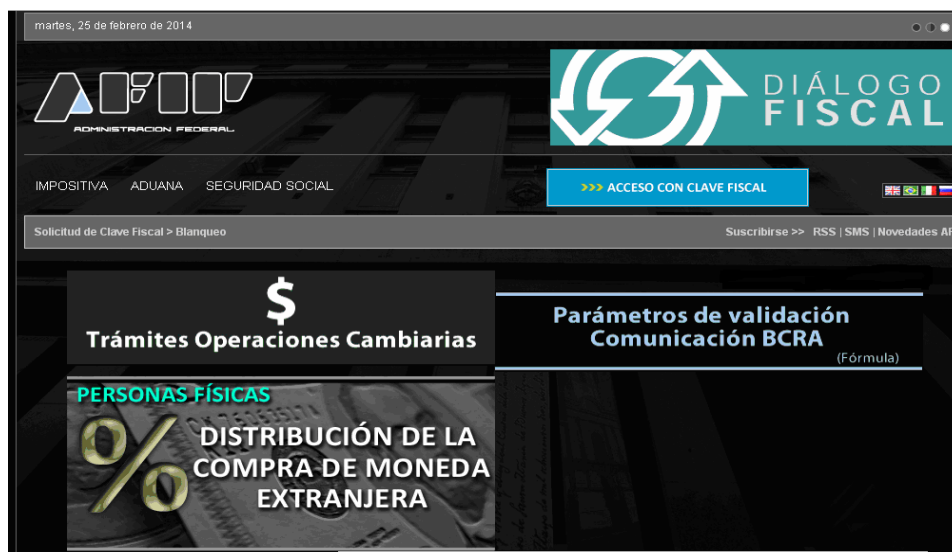 martes, 25 de febrero de 2014
AFIP
ADMINISTRACION FEDERAL
DIÁLOGO
FISCAL
IMPOSITIVA ADUANA SEGURIDAD SOCIAL
>>> ACCESO CON CLAVE FISCAL
Solicitud de Clave Fiscal > Blanqueo
Suscribirse >> RSS | SMS | Novedades AF
$
Trámites Operaciones Cambiarias
Parámetros de validación
Comunicación BCRA
(Fórmula)
PERSONAS FÍSICAS
%
DISTRIBUCIÓN DE LA
COMPRA DE MONEDA
EXTRANJERA